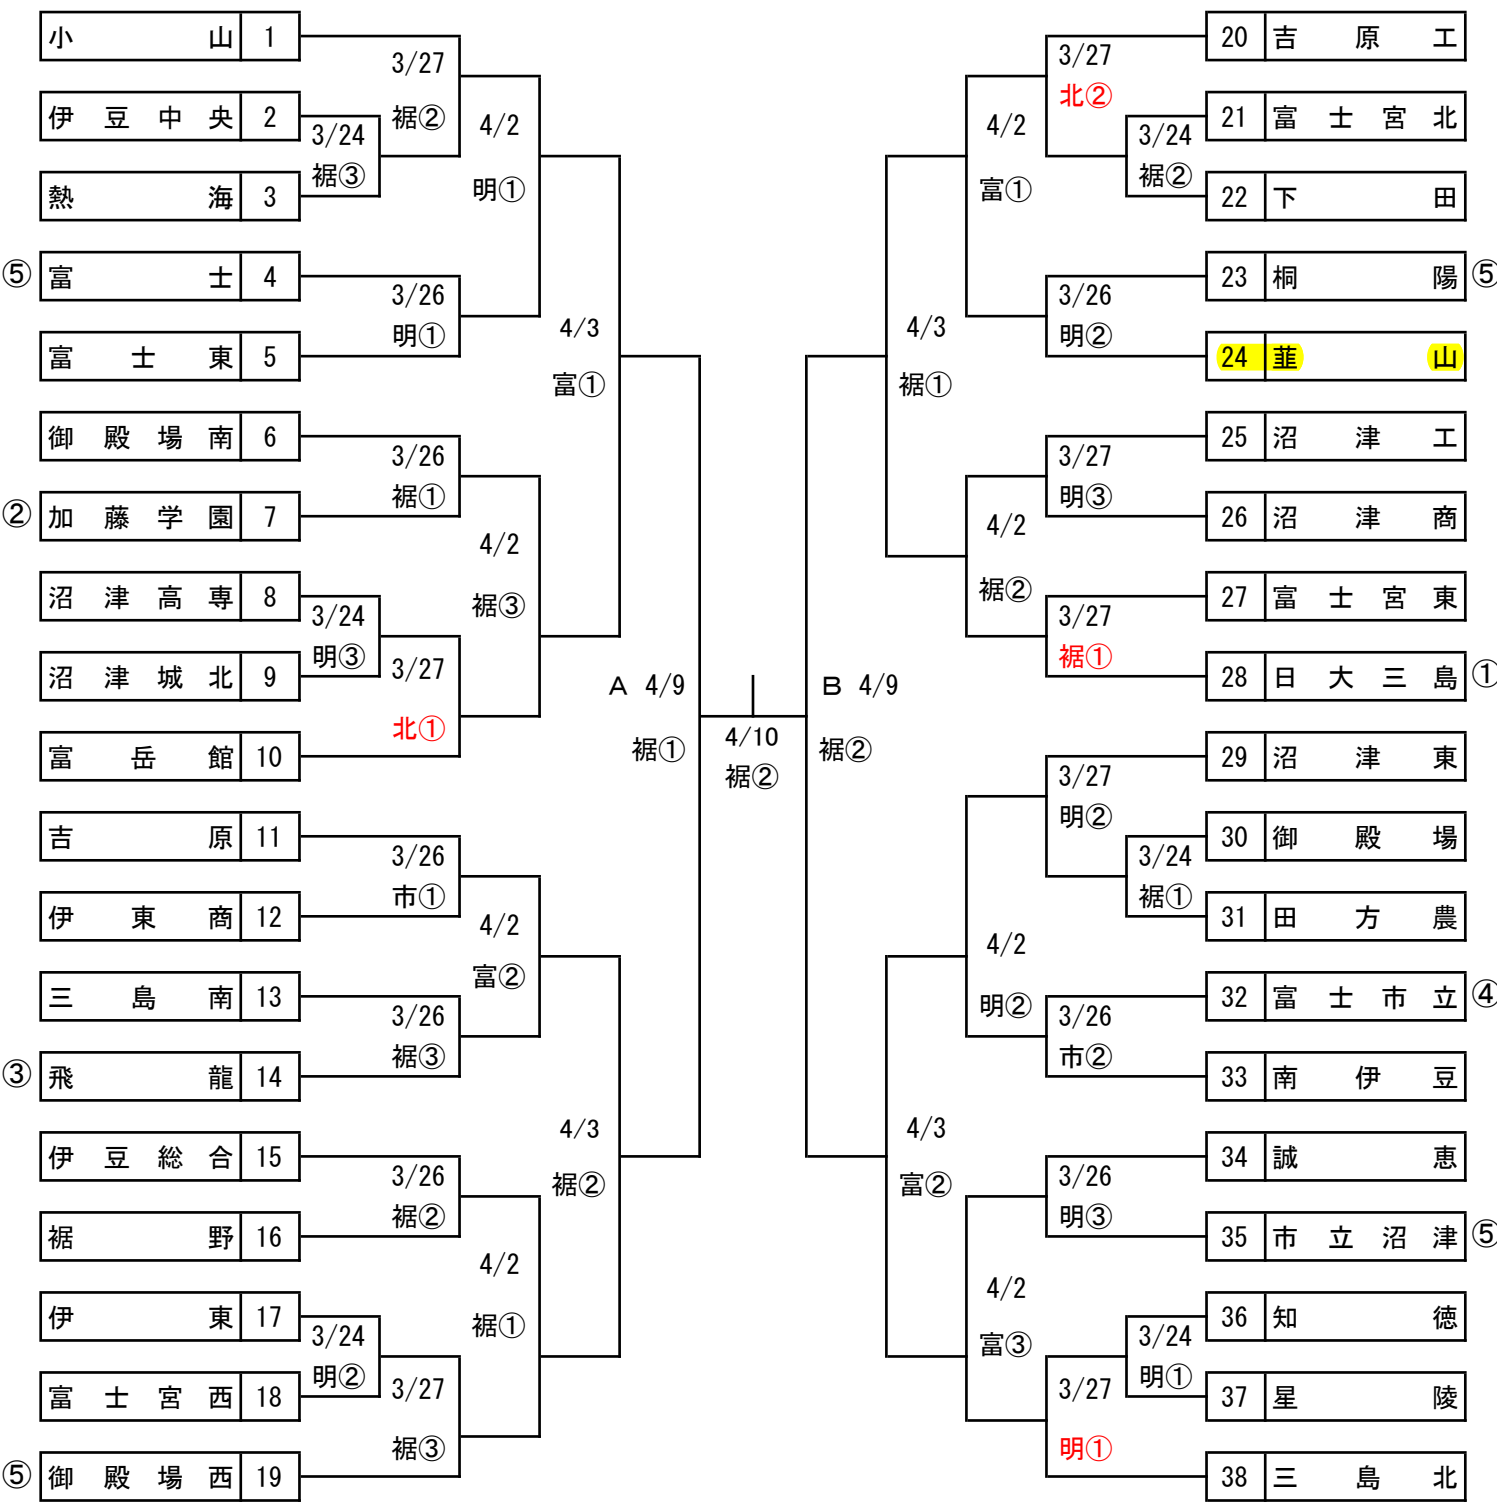 小山 1
伊豆中央 2
熱海 3
⑤ 富士 4
富士東 5
御殿場南 6
② 加藤学園 7
沼津高専 8
沼津城北 9
富岳館 10
吉原 11
伊東商 12
三島南 13
③ 飛龍 14
伊豆総合 15
裾野 16
伊東 17
富士宮西 18
⑤ 御殿場西 19
3/24
裾③
3/24
明③
3/24
明②
3/27
裾②
3/26
明①
3/26
裾①
3/27
北①
3/26
市①
3/26
裾③
3/26
裾②
3/27
裾③
4/2
明①
4/2
裾③
4/2
富②
4/2
裾①
4/3
富①
4/3
裾②
A 4/9
裾①
4/10
裾②
B 4/9
裾②
4/3
裾①
4/3
富②
4/2
富①
4/2
裾②
4/2
明②
4/2
富③
3/27
北②
3/26
明②
3/27
明③
3/27
裾①
3/27
明②
3/26
市②
3/26
明③
3/27
明①
3/24
裾②
3/24
裾①
3/24
明①
20 吉原工
21 富士宮北
22 下田
23 桐陽 ⑤
24 韮山
25 沼津工
26 沼津商
27 富士宮東
28 日大三島 ①
29 沼津東
30 御殿場
31 田方農
32 富士市立 ④
33 南伊豆
34 誠恵
35 市立沼津 ⑤
36 知徳
37 星陵
38 三島北